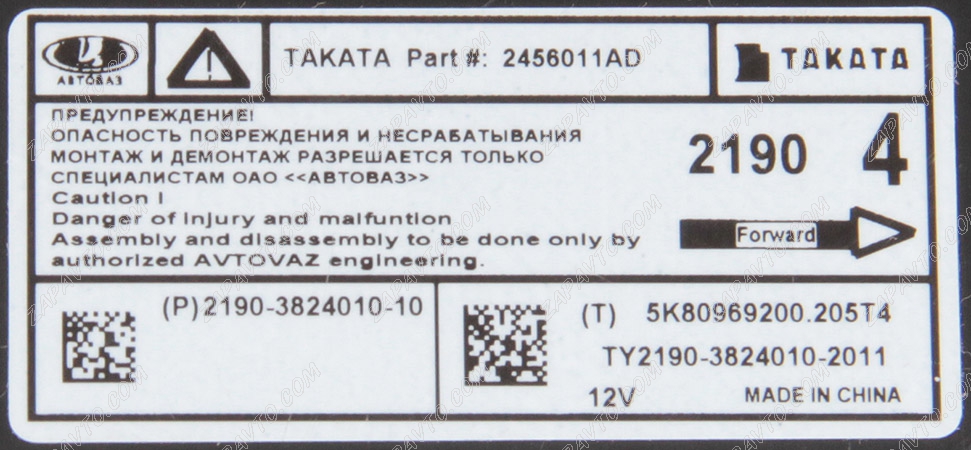 АВТОВАЗ
TAKATA Part #: 2456011AD
TAKATA
ПРЕДУПРЕЖДЕНИЕ!
ОПАСНОСТЬ ПОВРЕЖДЕНИЯ И НЕСРАБАТЫВАНИЯ
МОНТАЖ И ДЕМОНТАЖ РАЗРЕШАЕТСЯ ТОЛЬКО
СПЕЦИАЛИСТАМ ОАО <<АВТОВАЗ>>
Caution !
Danger of injury and malfuntion
Assembly and disassembly to be done only by
authorized AVTOVAZ engineering.
2190 4
Forward
(P)2190-3824010-10
(T) 5K80969200.205T4
TY2190-3824010-2011
12V MADE IN CHINA
ZAPAVTO.COM